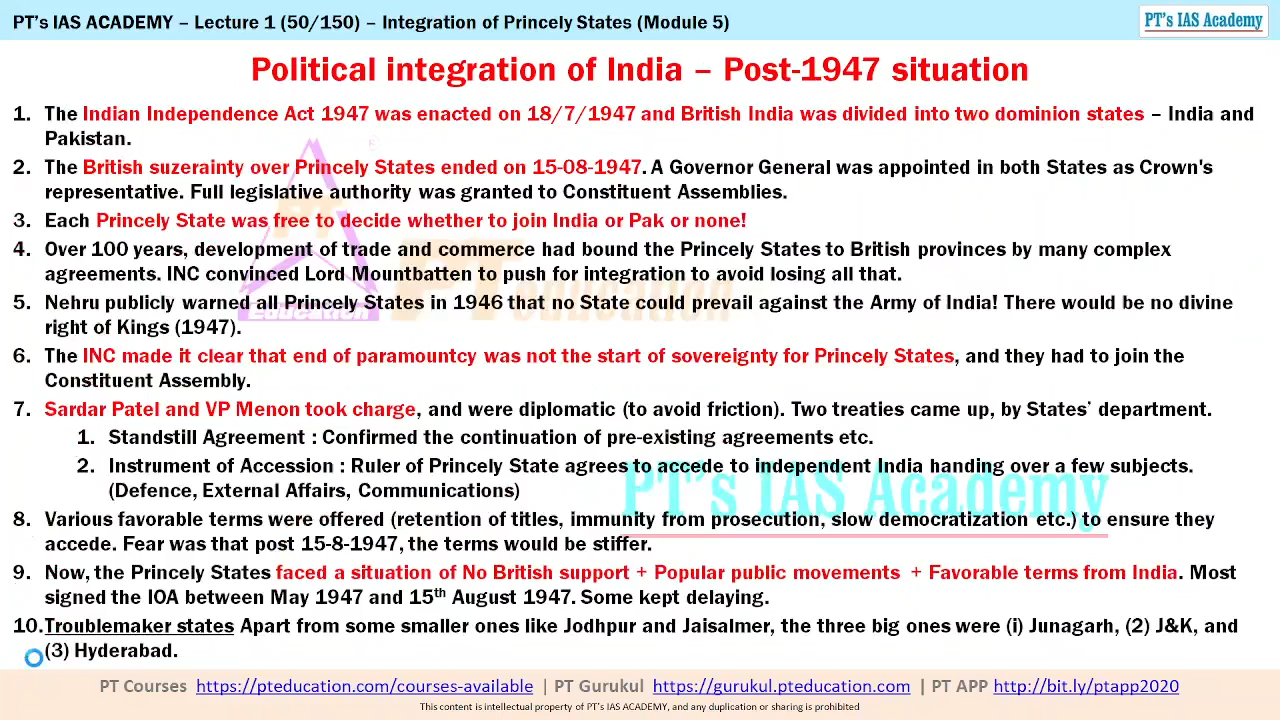 PT's IAS ACADEMY – Lecture 1 (50/150) – Integration of Princely States (Module 5)
PT's IAS Academy
Political integration of India – Post-1947 situation
1. The Indian Independence Act 1947 was enacted on 18/7/1947 and British India was divided into two dominion states – India and
Pakistan.
2. The British suzerainty over Princely States ended on 15-08-1947. A Governor General was appointed in both States as Crown's
representative. Full legislative authority was granted to Constituent Assemblies.
3. Each Princely State was free to decide whether to join India or Pak or none!
4. Over 100 years, development of trade and commerce had bound the Princely States to British provinces by many complex
agreements. INC convinced Lord Mountbatten to push for integration to avoid losing all that.
5. Nehru publicly warned all Princely States in 1946 that no State could prevail against the Army of India! There would be no divine
right of Kings (1947).
6. The INC made it clear that end of paramountcy was not the start of sovereignty for Princely States, and they had to join the
Constituent Assembly.
7. Sardar Patel and VP Menon took charge, and were diplomatic (to avoid friction). Two treaties came up, by States' department.
1. Standstill Agreement : Confirmed the continuation of pre-existing agreements etc.
2. Instrument of Accession : Ruler of Princely State agrees to accede to independent India handing over a few subjects.
(Defence, External Affairs, Communications)
8. Various favorable terms were offered (retention of titles, immunity from prosecution, slow democratization etc.) to ensure they
accede. Fear was that post 15-8-1947, the terms would be stiffer.
9. Now, the Princely States faced a situation of No British support + Popular public movements + Favorable terms from India. Most
signed the IOA between May 1947 and 15th August 1947. Some kept delaying.
10. Troublemaker states Apart from some smaller ones like Jodhpur and Jaisalmer, the three big ones were (i) Junagarh, (2) J&K, and
(3) Hyderabad.
PT
Education
PTeducation
PT's IAS Academy
PT Courses https://pteducation.com/courses-available | PT Gurukul https://gurukul.pteducation.com | PT APP http://bit.ly/ptapp2020
This content is intellectual property of PT's IAS ACADEMY, and any duplication or sharing is prohibited